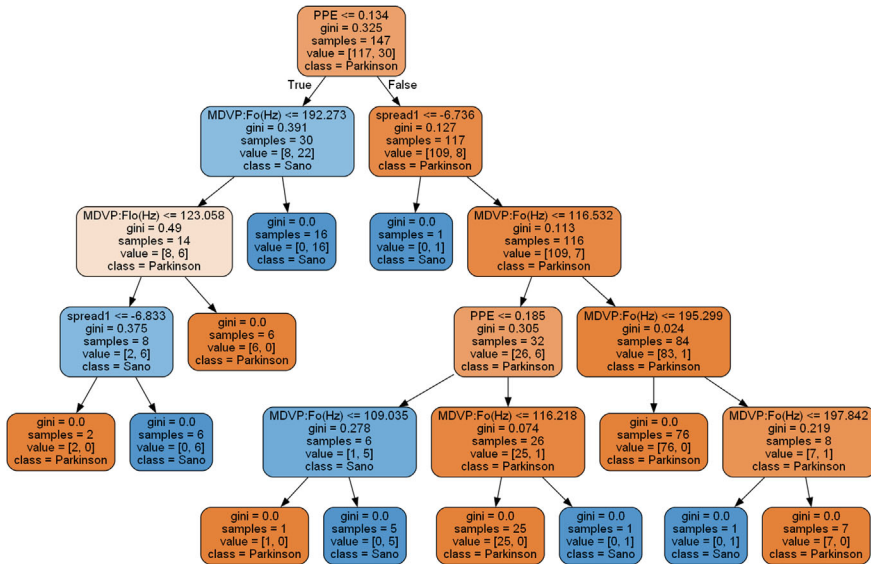 PPE <= 0.134
gini = 0.325
samples = 147
value = [117, 30]
class = Parkinson
True
False
MDVP:Fo(Hz) <= 192.273
gini = 0.391
samples = 30
value = [8, 22]
class = Sano
spread1 <= -6.736
gini = 0.127
samples = 117
value = [109, 8]
class = Parkinson
MDVP:Flo(Hz) <= 123.058
gini = 0.49
samples = 14
value = [8, 6]
class = Parkinson
gini = 0.0
samples = 16
value = [0, 16]
class = Sano
gini = 0.0
samples = 1
value = [0, 1]
class = Sano
MDVP:Fo(Hz) <= 116.532
gini = 0.113
samples = 116
value = [109, 7]
class = Parkinson
spread1 <= -6.833
gini = 0.375
samples = 8
value = [2, 6]
class = Sano
gini = 0.0
samples = 6
value = [6, 0]
class = Parkinson
PPE <= 0.185
gini = 0.305
samples = 32
value = [26, 6]
class = Parkinson
MDVP:Fo(Hz) <= 195.299
gini = 0.024
samples = 84
value = [83, 1]
class = Parkinson
gini = 0.0
samples = 2
value = [2, 0]
class = Parkinson
gini = 0.0
samples = 6
value = [0, 6]
class = Sano
MDVP:Fo(Hz) <= 109.035
gini = 0.278
samples = 6
value = [1, 5]
class = Sano
MDVP:Fo(Hz) <= 116.218
gini = 0.074
samples = 26
value = [25, 1]
class = Parkinson
gini = 0.0
samples = 76
value = [76, 0]
class = Parkinson
MDVP:Fo(Hz) <= 197.842
gini = 0.219
samples = 8
value = [7, 1]
class = Parkinson
gini = 0.0
samples = 1
value = [1, 0]
class = Parkinson
gini = 0.0
samples = 5
value = [0, 5]
class = Sano
gini = 0.0
samples = 25
value = [25, 0]
class = Parkinson
gini = 0.0
samples = 1
value = [0, 1]
class = Sano
gini = 0.0
samples = 1
value = [0, 1]
class = Sano
gini = 0.0
samples = 7
value = [7, 0]
class = Parkinson